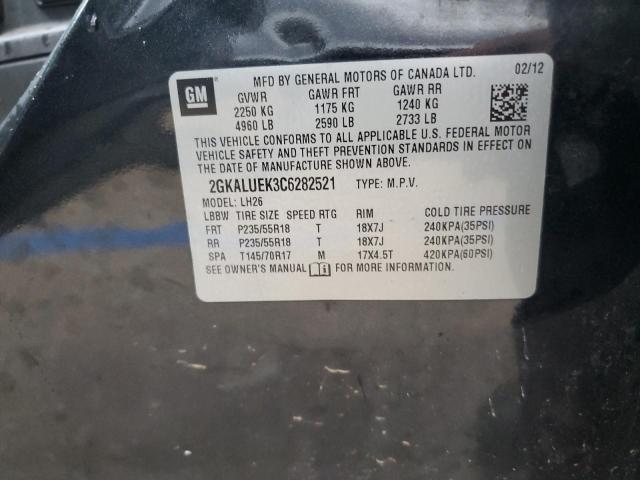 GM
MFD BY GENERAL MOTORS OF CANADA LTD. 02/12
GVWR GAWR FRT GAWR RR
2250 KG 1175 KG 1240 KG
4960 LB 2590 LB 2733 LB
THIS VEHICLE CONFORMS TO ALL APPLICABLE U.S. FEDERAL MOTOR
VEHICLE SAFETY AND THEFT PREVENTION STANDARDS IN EFFECT ON
THE DATE OF MANUFACTURE SHOWN ABOVE.
2GKALUEK3C6282521 TYPE: M.P.V.
MODEL: LH26
LBBW TIRE SIZE SPEED RTG RIM COLD TIRE PRESSURE
FRT P235/55R18 T 18X7J 240KPA(35PSI)
RR P235/55R18 T 18X7J 240KPA(35PSI)
SPA T145/70R17 M 17X4.5T 420KPA(60PSI)
SEE OWNER'S MANUAL i FOR MORE INFORMATION.